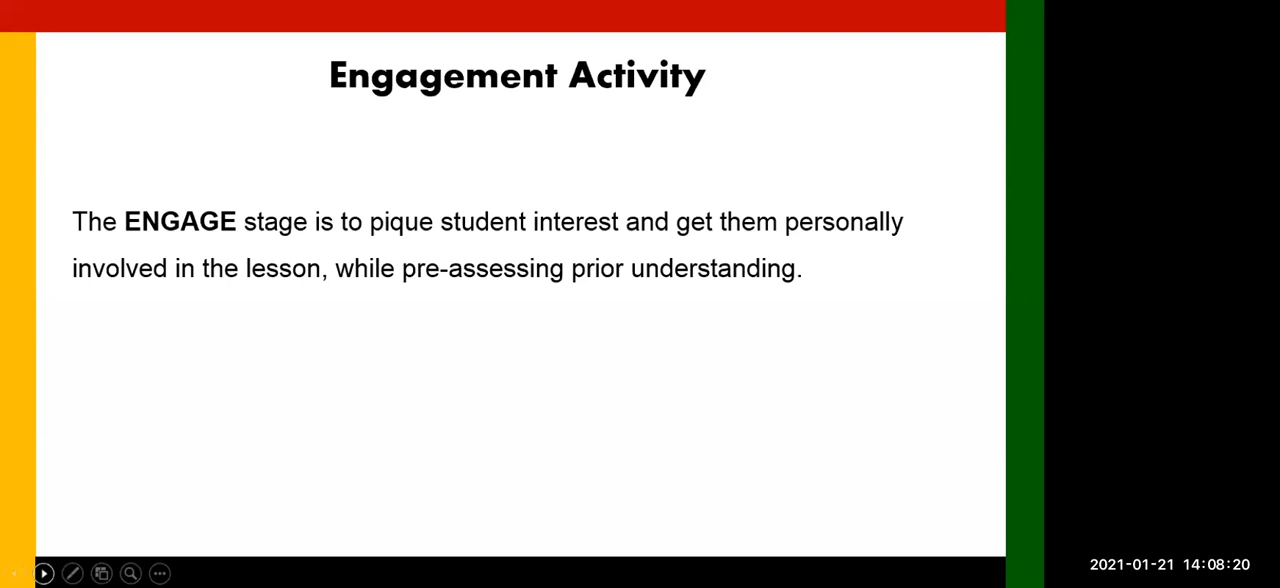 Engagement Activity
The ENGAGE stage is to pique student interest and get them personally
involved in the lesson, while pre-assessing prior understanding.
2021-01-21 14:08:20